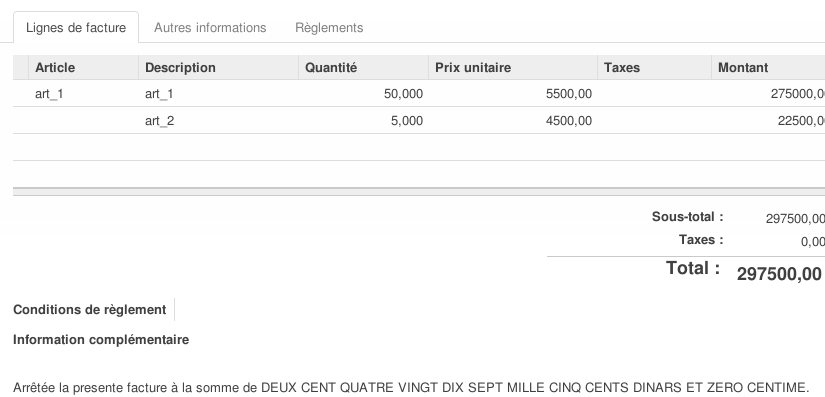 Lignes de facture Autres informations Règlements
Article Description Quantité Prix unitaire Taxes Montant
art_1 art_1 50,000 5500,00 275000,0
art_2 5,000 4500,00 22500,0
Sous-total : 297500,00
Taxes : 0,00
Total : 297500,00
Conditions de règlement
Information complémentaire
Arrêtée la presente facture à la somme de DEUX CENT QUATRE VINGT DIX SEPT MILLE CINQ CENTS DINARS ET ZERO CENTIME.